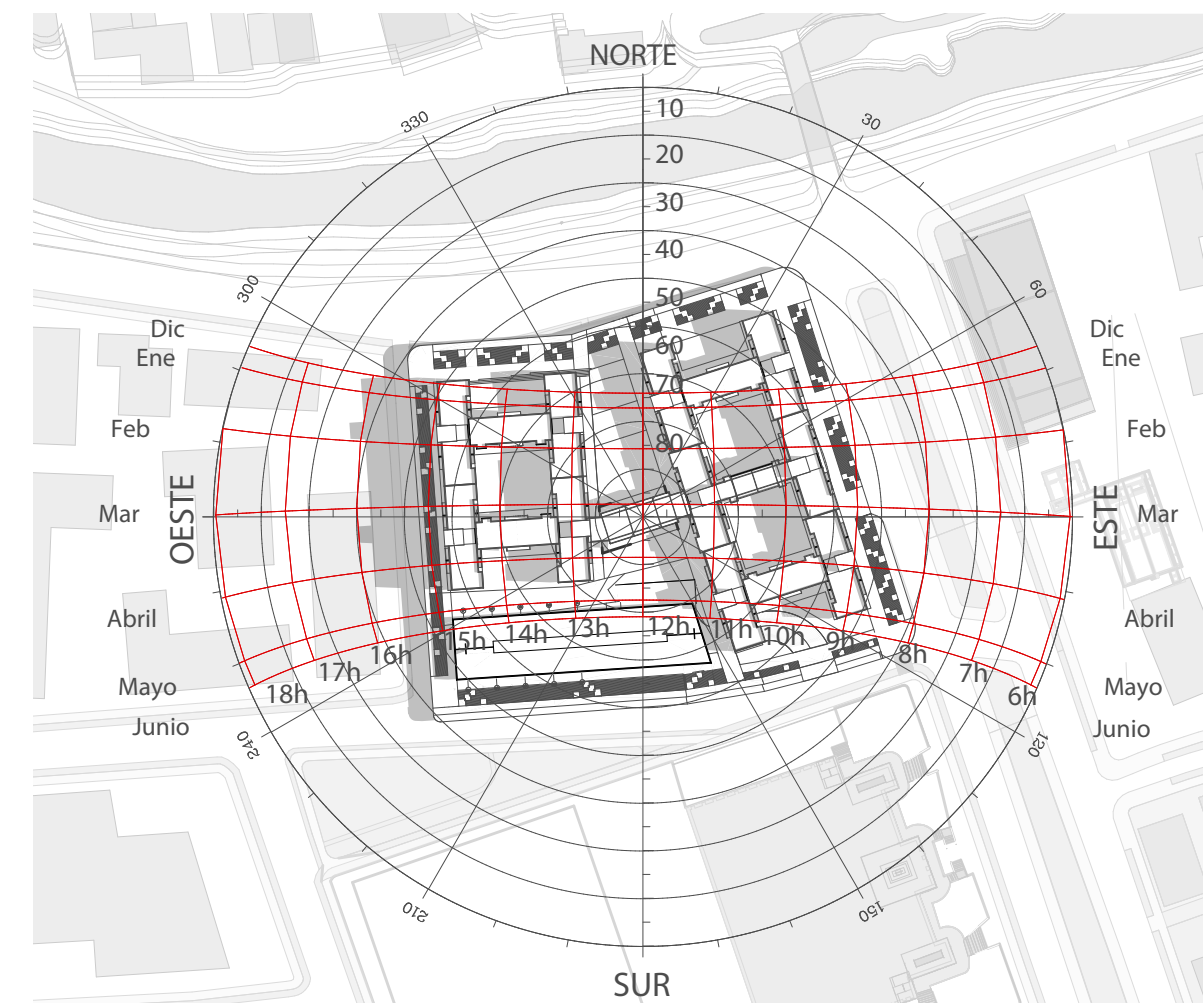 NORTE
10
20
30
40
50
60
70
80
330
30
300
60
Dic
Ene
Feb
Mar
Abril
Mayo
Junio
OESTE
Dic
Ene
Feb
Mar
Abril
Mayo
Junio
ESTE
18h
17h
16h
15h
14h
13h
12h
11h
10h
9h
8h
7h
6h
240
120
210
150
SUR